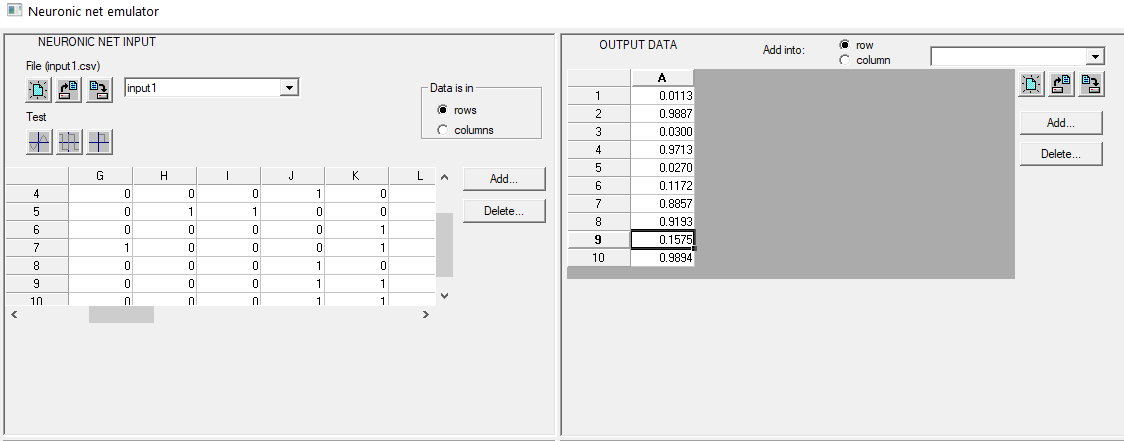 Neuronic net emulator
NEURONIC NET INPUT
File (input1.csv)
input1
Data is in
rows
columns
Test
G H I J K L
4 0 0 0 1 0
5 0 1 1 0 0
6 0 0 0 0 1
7 1 0 0 0 1
8 0 0 0 1 0
9 0 0 0 1 1
10 0 0 0 1 1
Add...
Delete...
OUTPUT DATA
Add into:
row
column
A
1 0.0113
2 0.9887
3 0.0300
4 0.9713
5 0.0270
6 0.1172
7 0.8857
8 0.9193
9 0.1575
10 0.9894
Add...
Delete...